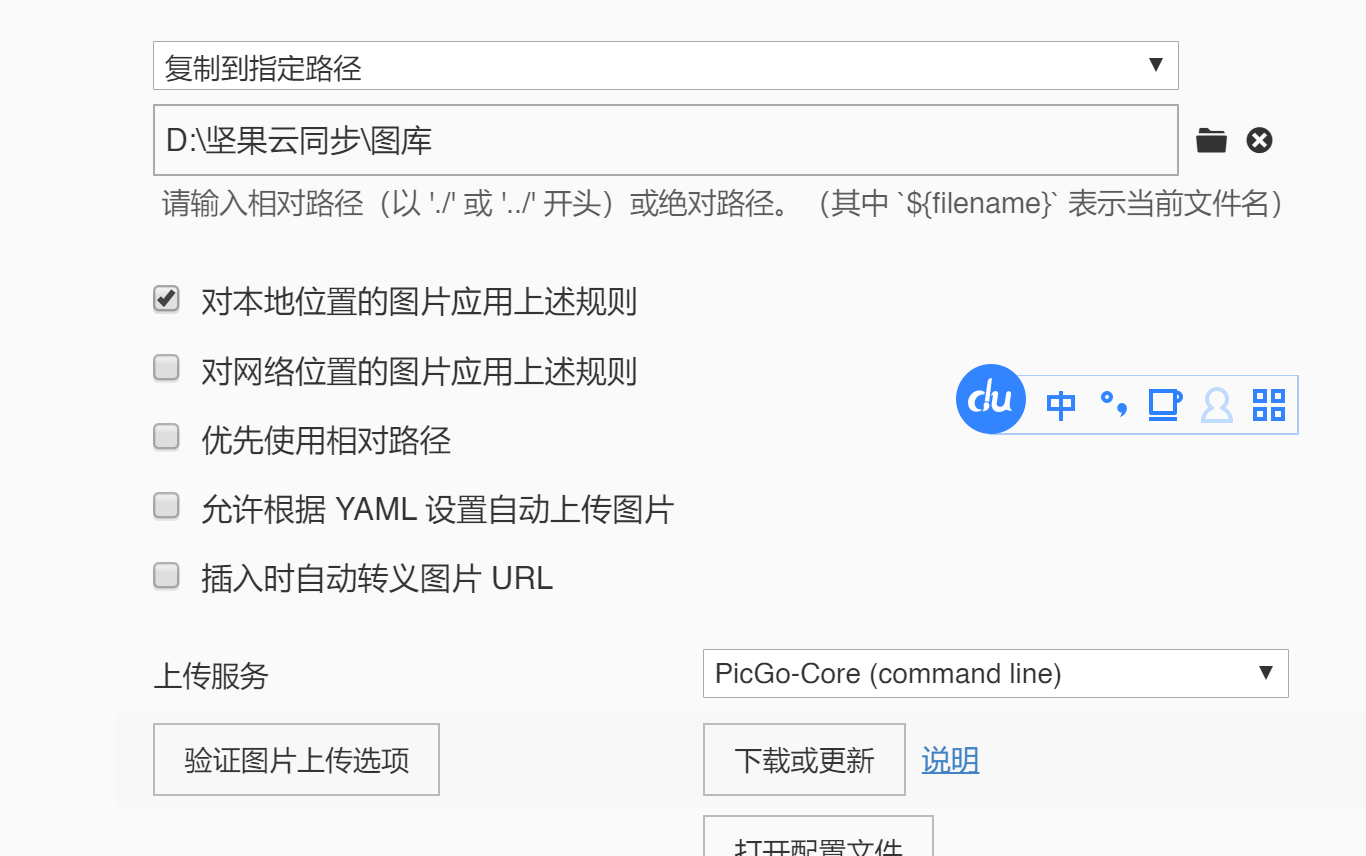 复制到指定路径
D:\坚果云同步\图库
请输入相对路径（以 './' 或 '../' 开头）或绝对路径。（其中 `${filename}` 表示当前文件名）
对本地位置的图片应用上述规则
对网络位置的图片应用上述规则
du 中
优先使用相对路径
允许根据 YAML 设置自动上传图片
插入时自动转义图片 URL
上传服务 PicGo-Core (command line)
验证图片上传选项 下载或更新 说明
打开配置文件